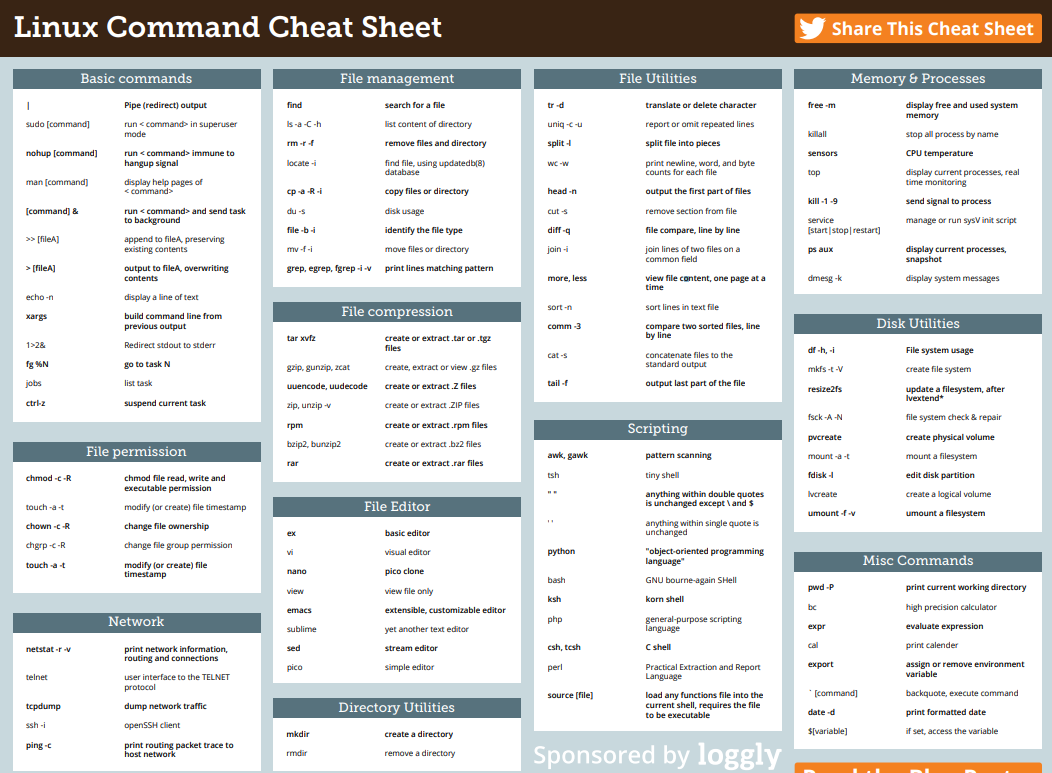 Linux Command Cheat Sheet
Share This Cheat Sheet
Basic commands
| Pipe (redirect) output
sudo [command] run < command> in superuser
mode
nohup [command] run < command> immune to
hangup signal
man [command] display help pages of
< command>
[command] & run < command> and send task
to background
>> [fileA] append to fileA, preserving
existing contents
> [fileA] output to fileA, overwriting
contents
echo -n display a line of text
xargs build command line from
previous output
1>2& Redirect stdout to stderr
fg %N go to task N
jobs list task
ctrl-z suspend current task
File permission
chmod -c -R chmod file read, write and
executable permission
touch -a -t modify (or create) file timestamp
chown -c -R change file ownership
chgrp -c -R change file group permission
touch -a -t modify (or create) file
timestamp
Network
netstat -r -v print network information,
routing and connections
telnet user interface to the TELNET
protocol
tcpdump dump network traffic
ssh -i openSSH client
ping -c print routing packet trace to
host network
File management
find search for a file
ls -a -C -h list content of directory
rm -r -f remove files and directory
locate -i find file, using updatedb(8)
database
cp -a -R -i copy files or directory
du -s disk usage
file -b -i identify the file type
mv -f -i move files or directory
grep, egrep, fgrep -i -v print lines matching pattern
File compression
tar xvfz create or extract .tar or .tgz
files
gzip, gunzip, zcat create, extract or view .gz files
uuencode, uudecode create or extract .Z files
zip, unzip -v create or extract .ZIP files
rpm create or extract .rpm files
bzip2, bunzip2 create or extract .bz2 files
rar create or extract .rar files
File Editor
ex basic editor
vi visual editor
nano pico clone
view view file only
emacs extensible, customizable editor
sublime yet another text editor
sed stream editor
pico simple editor
Directory Utilities
mkdir create a directory
rmdir remove a directory
File Utilities
tr -d translate or delete character
uniq -c -u report or omit repeated lines
split -l split file into pieces
wc -w print newline, word, and byte
counts for each file
head -n output the first part of files
cut -s remove section from file
diff -q file compare, line by line
join -i join lines of two files on a
common field
more, less view file content, one page at a
time
sort -n sort lines in text file
comm -3 compare two sorted files, line
by line
cat -s concatenate files to the
standard output
tail -f output last part of the file
Scripting
awk, gawk pattern scanning
tsh tiny shell
" " anything within double quotes
is unchanged except \ and $
' ' anything within single quote is
unchanged
python "object-oriented programming
language"
bash GNU bourne-again SHell
ksh korn shell
php general-purpose scripting
language
csh, tcsh C shell
perl Practical Extraction and Report
Language
source [file] load any functions file into the
current shell, requires the file
to be executable
Sponsored by loggly
Memory & Processes
free -m display free and used system
memory
killall stop all process by name
sensors CPU temperature
top display current processes, real
time monitoring
kill -1 -9 send signal to process
service manage or run sysV init script
[start|stop|restart]
ps aux display current processes,
snapshot
dmesg -k display system messages
Disk Utilities
df -h, -i File system usage
mkfs -t -V create file system
resize2fs update a filesystem, after
lvextend*
fsck -A -N file system check & repair
pvcreate create physical volume
mount -a -t mount a filesystem
fdisk -l edit disk partition
lvcreate create a logical volume
umount -f -v umount a filesystem
Misc Commands
pwd -P print current working directory
bc high precision calculator
expr evaluate expression
cal print calender
export assign or remove environment
variable
` [command] backquote, execute command
date -d print formatted date
$[variable] if set, access the variable